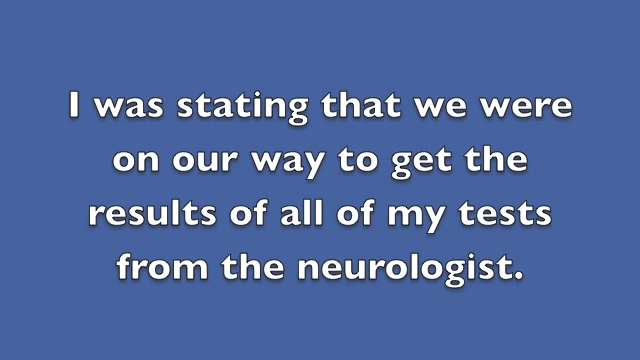 I was stating that we were
on our way to get the
results of all of my tests
from the neurologist.